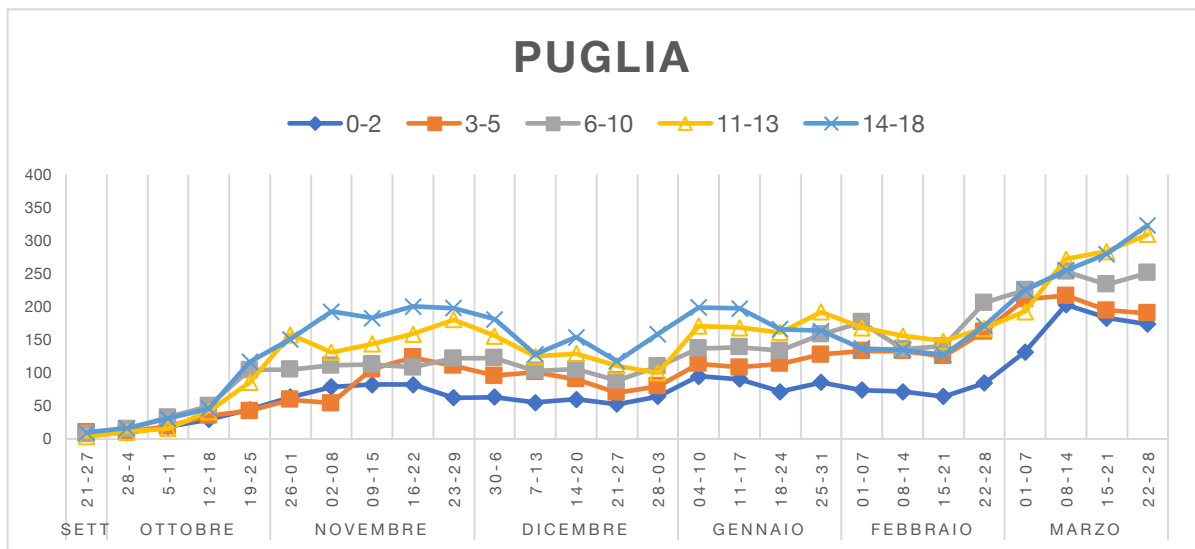 PUGLIA
0-2 3-5 6-10 11-13 14-18
400
350
300
250
200
150
100
50
0
21-27 28-4 5-11 12-18 19-25 26-01 02-08 09-15 16-22 23-29 30-6 7-13 14-20 21-27 28-03 04-10 11-17 18-24 25-31 01-07 08-14 15-21 22-28 01-07 08-14 15-21 22-28
SETT OTTOBRE NOVEMBRE DICEMBRE GENNAIO FEBBRAIO MARZO